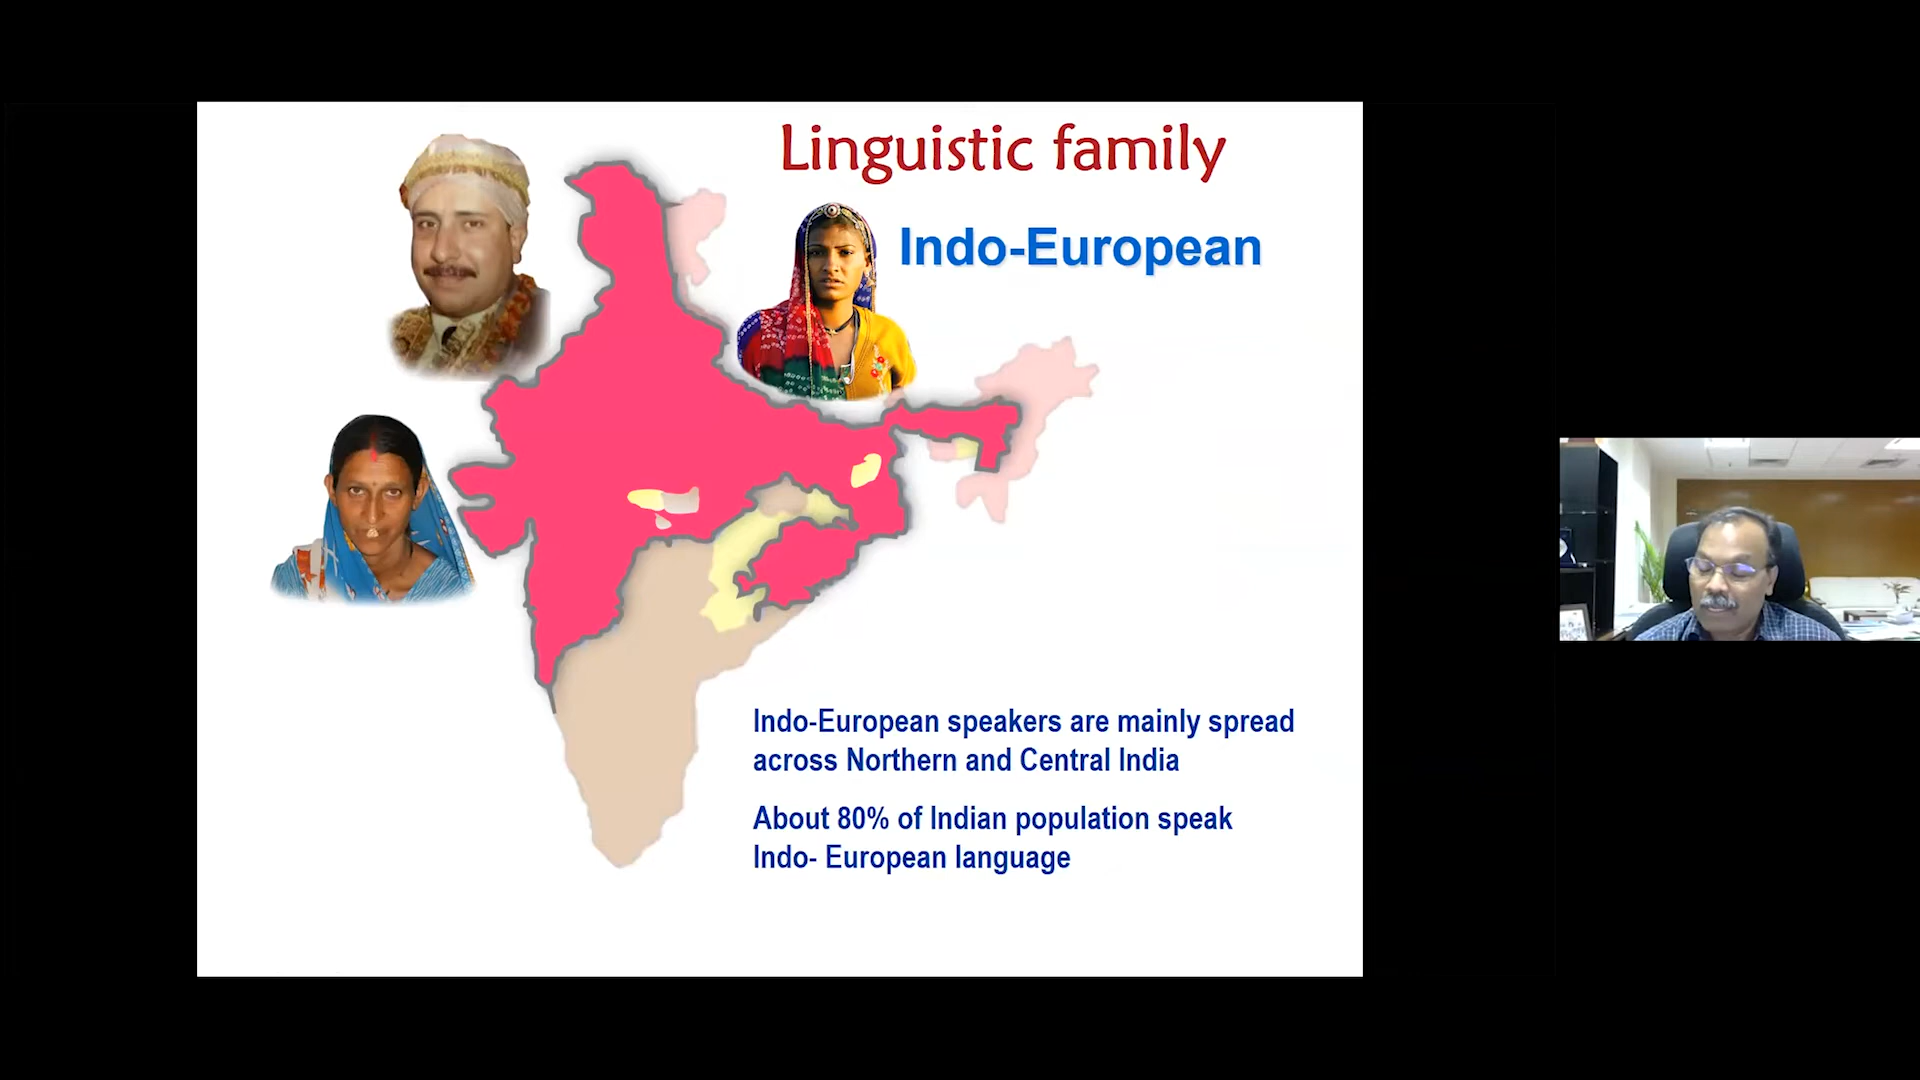 Linguistic family
Indo-European
Indo-European speakers are mainly spread
across Northern and Central India
About 80% of Indian population speak
Indo- European language